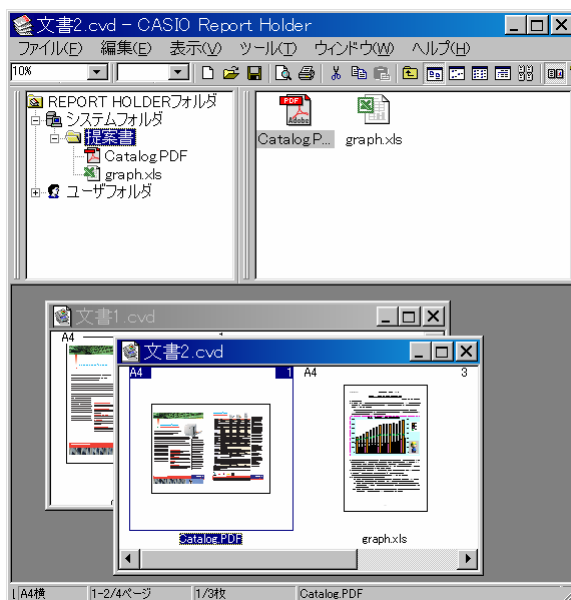 文書2.cvd - CASIO Report Holder
ファイル(F) 編集(E) 表示(V) ツール(T) ウィンドウ(W) ヘルプ(H)
10%
REPORT HOLDERフォルダ
システムフォルダ
提案書
Catalog.PDF
graph.xls
ユーザフォルダ
PDF
Adobe
Catalog.P... graph.xls
文書1.cvd
A4 1
文書2.cvd
A4 1 A4 3
Catalog.PDF graph.xls
A4横 1-2/4ページ 1/3枚 Catalog.PDF